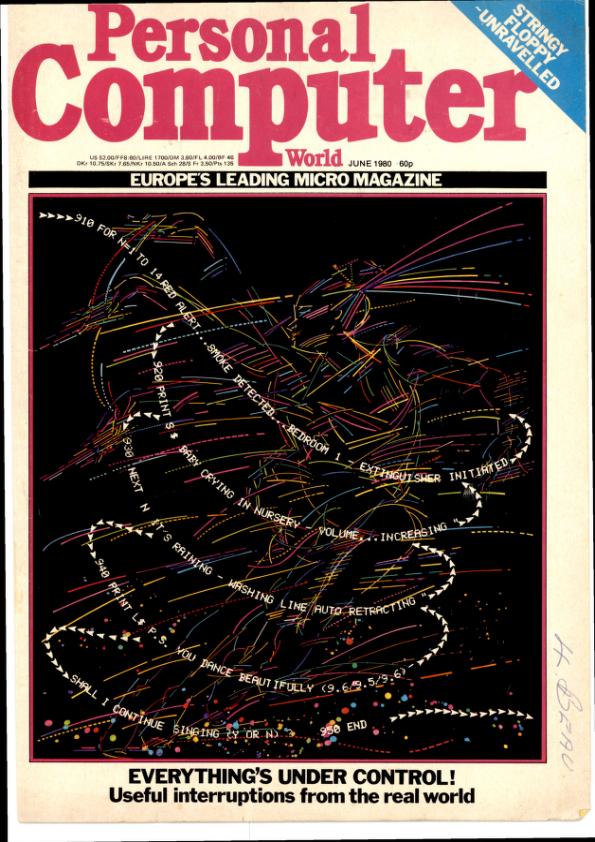 STRINGY
FLOPPY
-UNRAVELLED
Personal
Computer
World
JUNE 1980 60p
US $2.00/FFB.60/LIRE 1700/DM 3.80/FL 4.00/BF 46
DKr 10.75/SKr 7.65/NKr 10.50/A Sch 28/S Fr 3.50/Pts 135
EUROPE'S LEADING MICRO MAGAZINE
910 FOR N=1 TO 14,RED ALERT...SMOKE DETECTED - BEDROOM 1 - EXTINGUISHER INITIATED
920 PRINT S$ BABY CRYING IN NURSERY - VOLUME...INCREASING "
930 NEXT N IT'S RAINING - WASHING LINE AUTO RETRACTING "
940 PRINT L$ P.S. YOU DANCE BEAUTIFULLY (9.6/9.5/9.6)-
SHALL I CONTINUE SINGING (Y OR N) 950 END
EVERYTHING'S UNDER CONTROL!
Useful interruptions from the real world